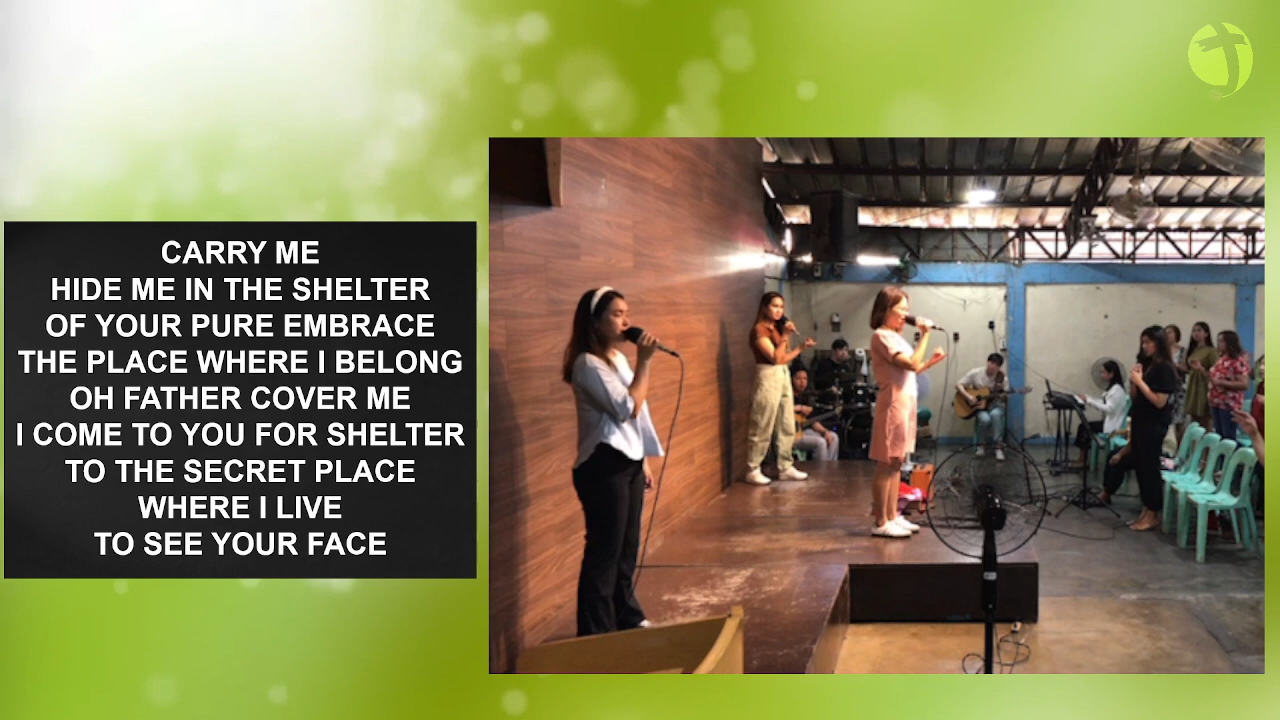 CARRY ME
HIDE ME IN THE SHELTER
OF YOUR PURE EMBRACE
THE PLACE WHERE I BELONG
OH FATHER COVER ME
I COME TO YOU FOR SHELTER
TO THE SECRET PLACE
WHERE I LIVE
TO SEE YOUR FACE